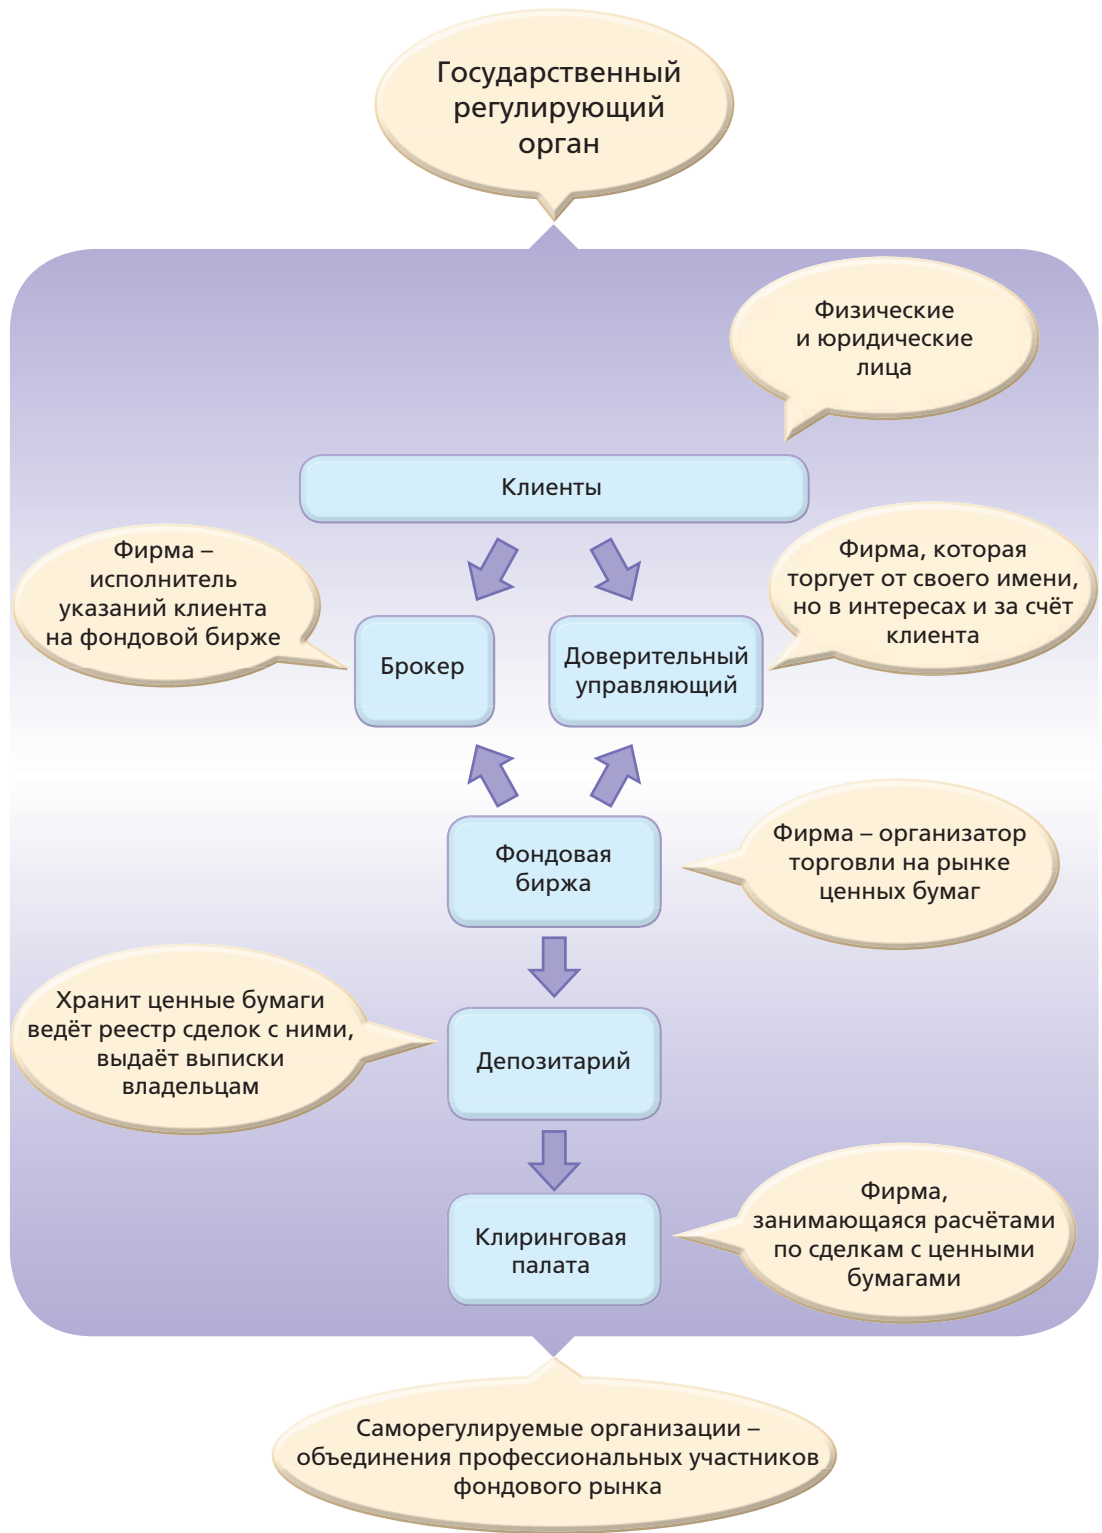 Государственный
регулирующий
орган
Физические
и юридические
лица
Клиенты
Фирма –
исполнитель
указаний клиента
на фондовой бирже
Фирма, которая
торгует от своего имени,
но в интересах и за счёт
клиента
Брокер
Доверительный
управляющий
Фондовая
биржа
Фирма – организатор
торговли на рынке
ценных бумаг
Хранит ценные бумаги
ведёт реестр сделок с ними,
выдаёт выписки
владельцам
Депозитарий
Клиринговая
палата
Фирма,
занимающаяся расчётами
по сделкам с ценными
бумагами
Саморегулируемые организации –
объединения профессиональных участников
фондового рынка